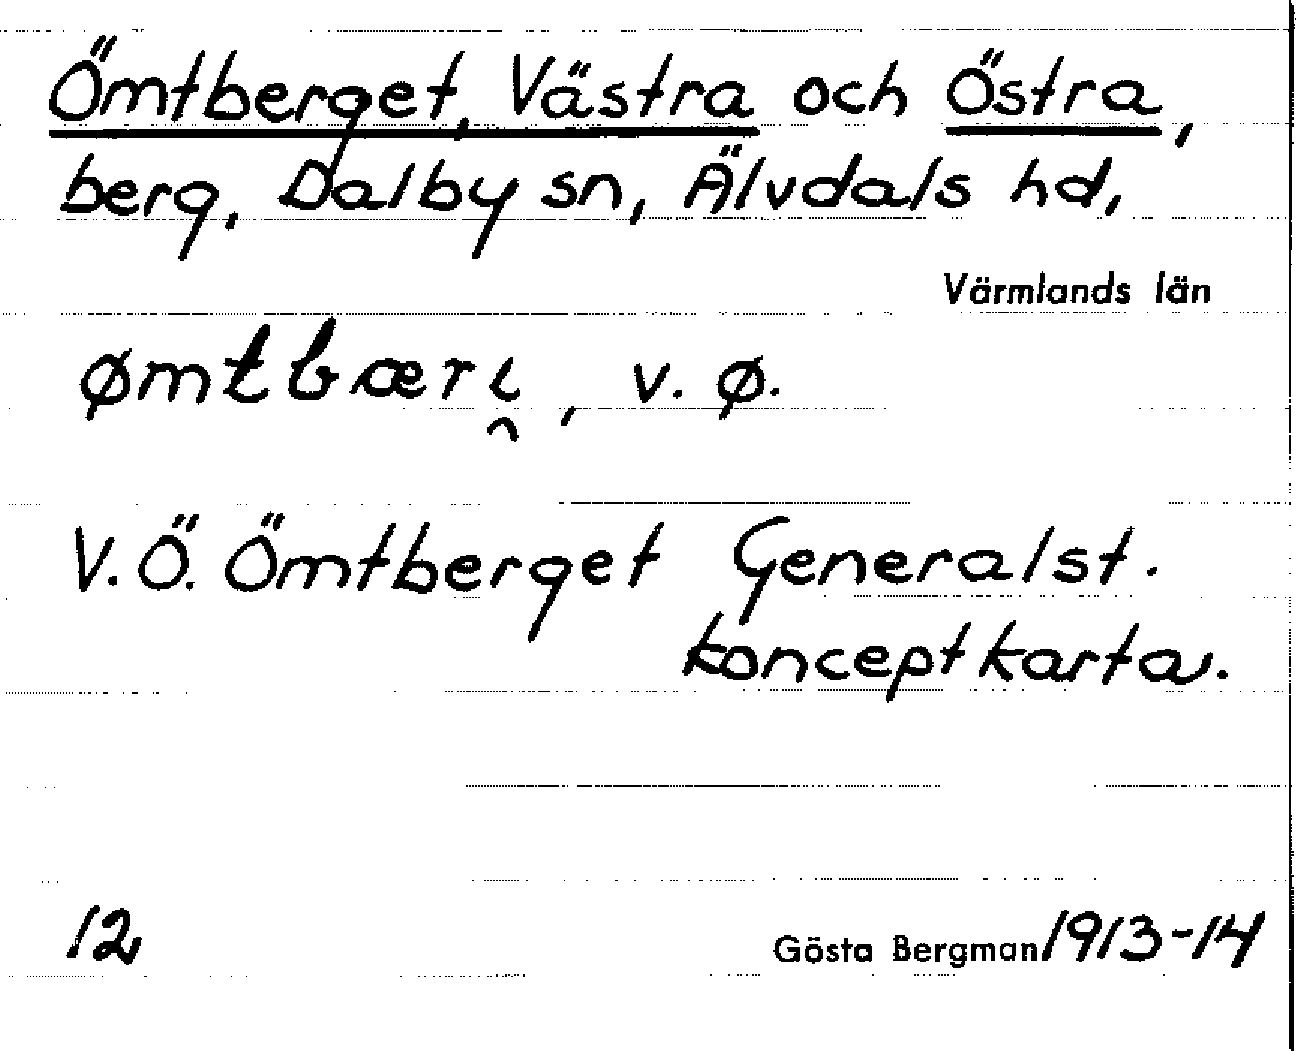 Ömtberget, Västra och Östra,
berg, Dalby sn, Älvdals hd,
Värmlands län
ømtbærı̯, v. ø.
V. Ö. Ömtberget Generalst.
konceptkarta.
12 Gösta Bergman 1913-14